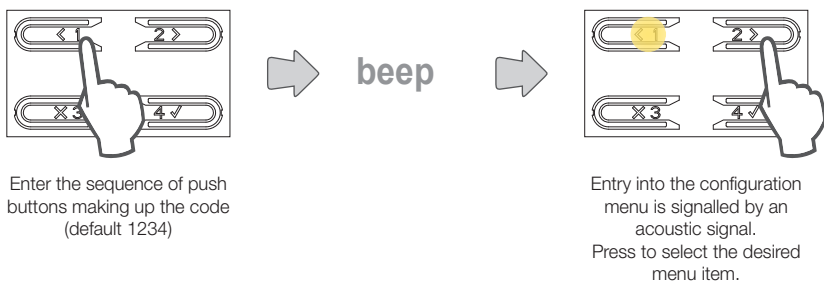 < 1
2 >
X 3
4 ✓
beep
< 1
2 >
X 3
4 ✓
Enter the sequence of push
buttons making up the code
(default 1234)
Entry into the configuration
menu is signalled by an
acoustic signal.
Press to select the desired
menu item.